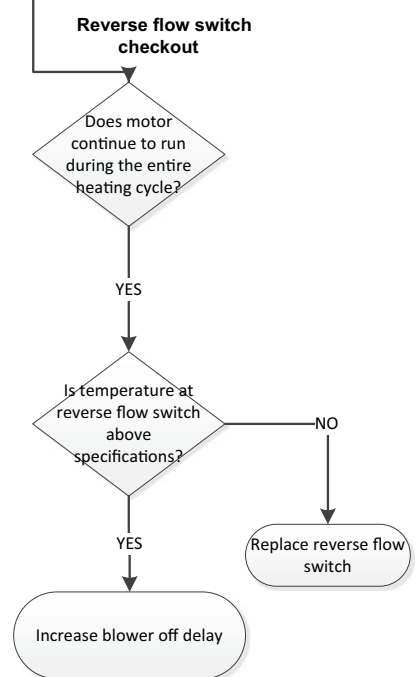 Reverse flow switch
checkout
Does motor
continue to run
during the entire
heating cycle?
YES
Is temperature at
reverse flow switch
above
specifications?
NO
YES
Replace reverse flow
switch
Increase blower off delay